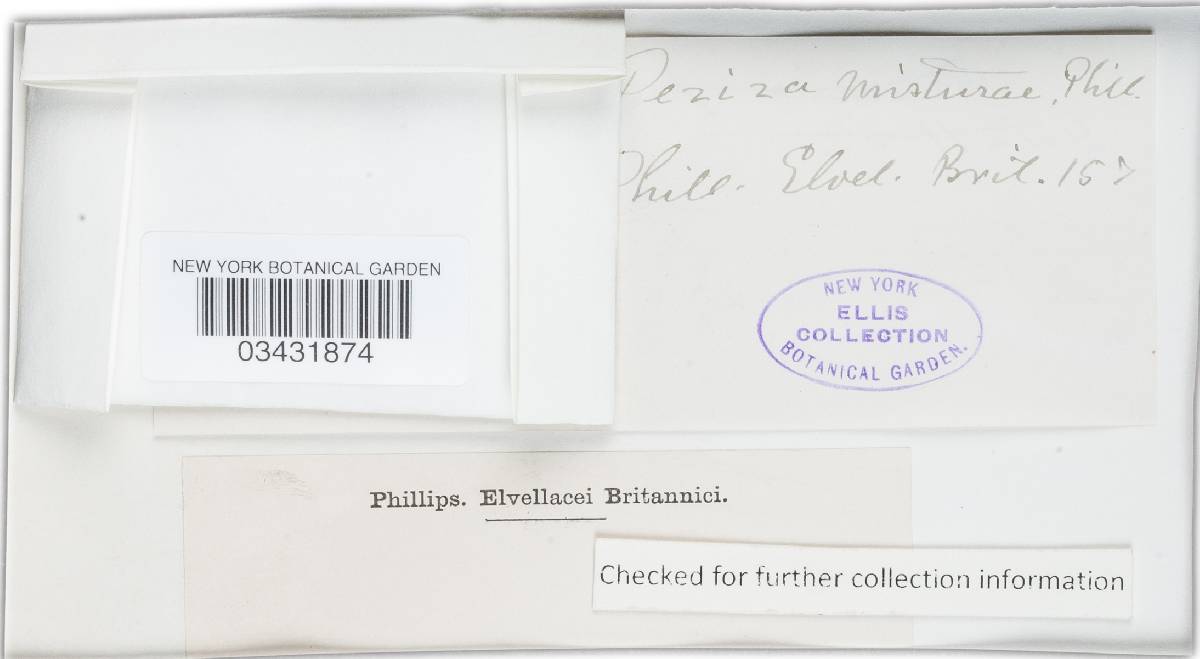 Peziza misturae, Phill.
Phill. Elvel. Brit. 157
NEW YORK BOTANICAL GARDEN
03431874
NEW YORK
ELLIS
COLLECTION
BOTANICAL GARDEN.
Phillips. Elvellacei Britannici.
Checked for further collection information